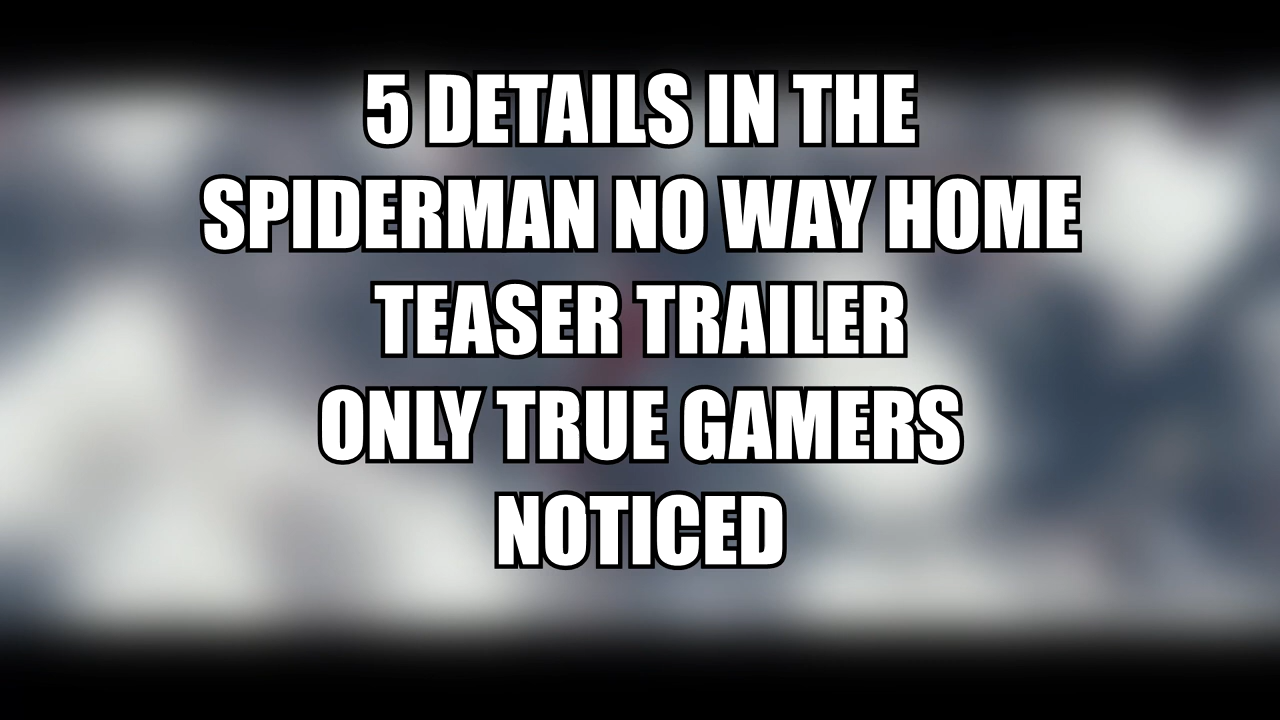 5 DETAILS IN THE
SPIDERMAN NO WAY HOME
TEASER TRAILER
ONLY TRUE GAMERS
NOTICED